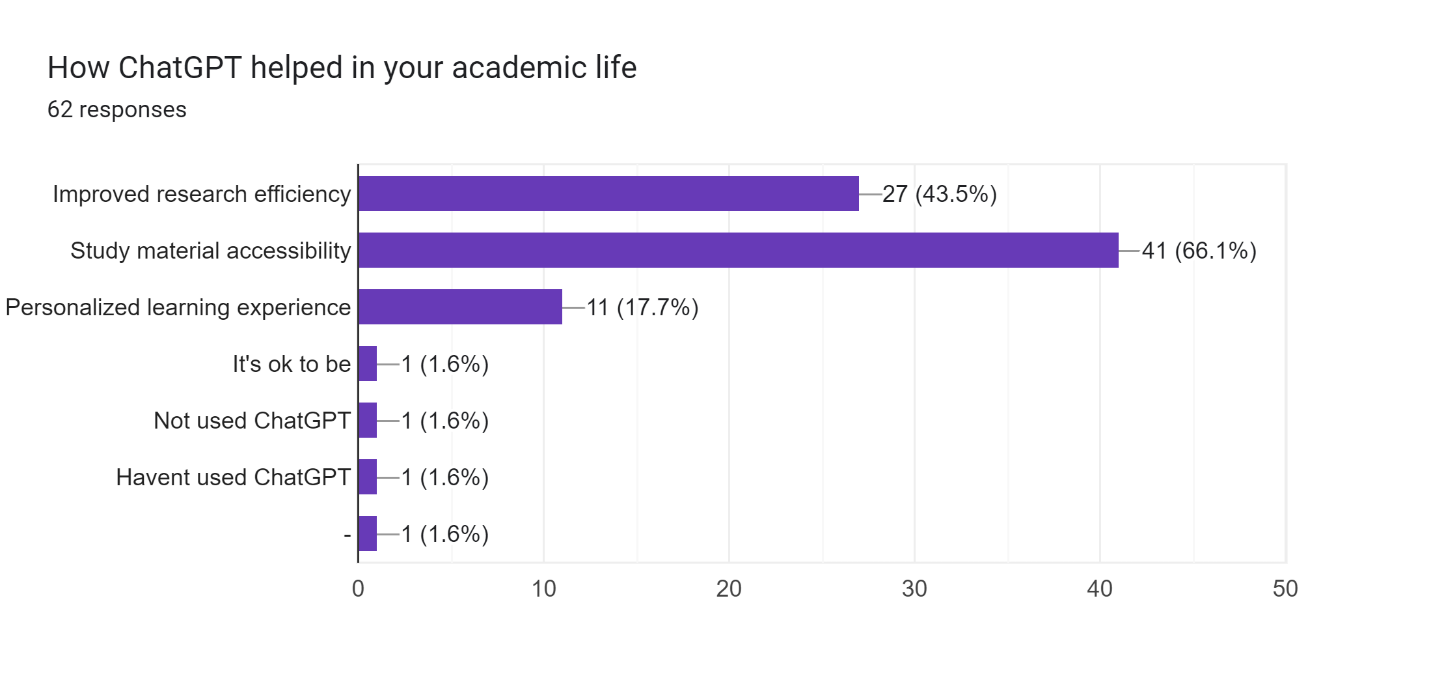 How ChatGPT helped in your academic life
62 responses
Improved research efficiency 27 (43.5%)
Study material accessibility 41 (66.1%)
Personalized learning experience 11 (17.7%)
It's ok to be 1 (1.6%)
Not used ChatGPT 1 (1.6%)
Havent used ChatGPT 1 (1.6%)
- 1 (1.6%)
0 10 20 30 40 50